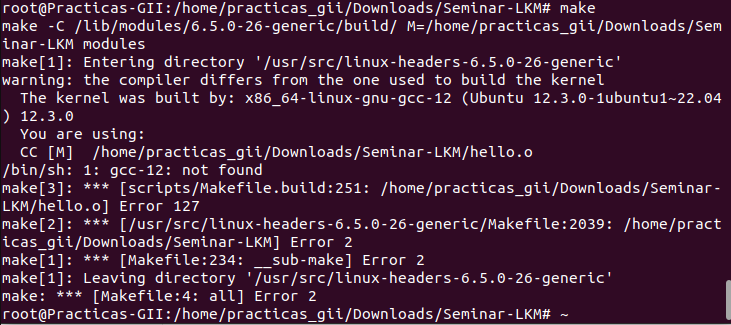 root@Practicas-GII:/home/practicas_gii/Downloads/Seminar-LKM# make
make -C /lib/modules/6.5.0-26-generic/build/ M=/home/practicas_gii/Downloads/Sem
inar-LKM modules
make[1]: Entering directory '/usr/src/linux-headers-6.5.0-26-generic'
warning: the compiler differs from the one used to build the kernel
  The kernel was built by: x86_64-linux-gnu-gcc-12 (Ubuntu 12.3.0-1ubuntu1~22.04
) 12.3.0
  You are using:
  CC [M]  /home/practicas_gii/Downloads/Seminar-LKM/hello.o
/bin/sh: 1: gcc-12: not found
make[3]: *** [scripts/Makefile.build:251: /home/practicas_gii/Downloads/Seminar-
LKM/hello.o] Error 127
make[2]: *** [/usr/src/linux-headers-6.5.0-26-generic/Makefile:2039: /home/pract
icas_gii/Downloads/Seminar-LKM] Error 2
make[1]: *** [Makefile:234: __sub-make] Error 2
make[1]: Leaving directory '/usr/src/linux-headers-6.5.0-26-generic'
make: *** [Makefile:4: all] Error 2
root@Practicas-GII:/home/practicas_gii/Downloads/Seminar-LKM# ~